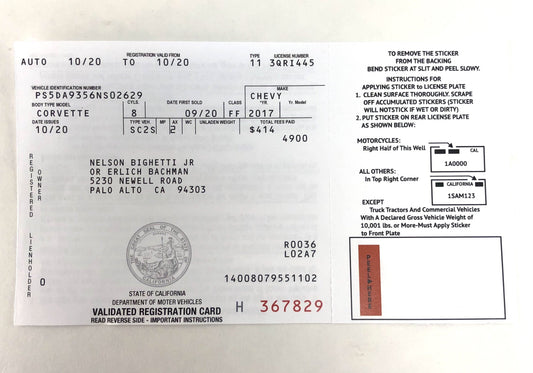 REGISTRATION VALID FROM
TYPE LICENSE NUMBER
AUTO 10/20 TO 10/20 11 3QRI445
VEHICLE IDENTIFICATION NUMBER
MAKE
PS5DA9356NS02629 CHEVY
BODY TYPE MODEL CYLS. DATE FIRST SOLD CLASS YR. Yr. Model
CORVETTE 8 09/20 FF 2017
DATE ISSUES TYPE VEH. MP AX WC UNLADEN WEIGHT TOTAL FEES PAID
10/20 SC2S 2 $414
4900
REGISTERED OWNER
NELSON BIGHETTI JR
OR ERLICH BACHMAN
5230 NEWELL ROAD
PALO ALTO CA 94303
LIENHOLDER
0
R0036
L02A7
14008079551102
STATE OF CALIFORNIA
DEPARTMENT OF MOTOR VEHICLES
VALIDATED REGISTRATION CARD
READ REVERSE SIDE - IMPORTANT INSTRUCTIONS
H 367829
TO REMOVE THE STICKER
FROM THE BACKING
BEND STICKER AT SLIT AND PEEL SLOWY.
INSTRUCTIONS FOR
APPLYING STICKER TO LICENSE PLATE
1. CLEAN SURFACE THOROUGHLY. SCRAPE
OFF ACCUMULATED STICKERS (STICKER
WILL NOTSTICK IF WET OR DIRTY)
2. PUT STICKER ON REAR LICENSE PLATE
AS SHOWN BELOW:
MOTORCYCLES:
Right Half of This Well
CAL
1A0000
ALL OTHERS:
In Top Right Corner
CALIFORNIA
1SAM123
EXCEPT
Truck Tractors And Commercial Vehicles
With A Declared Gross Vehicle Weight of
10,001 lbs. or More-Must Apply Sticker
to Front Plate
PEEL HERE